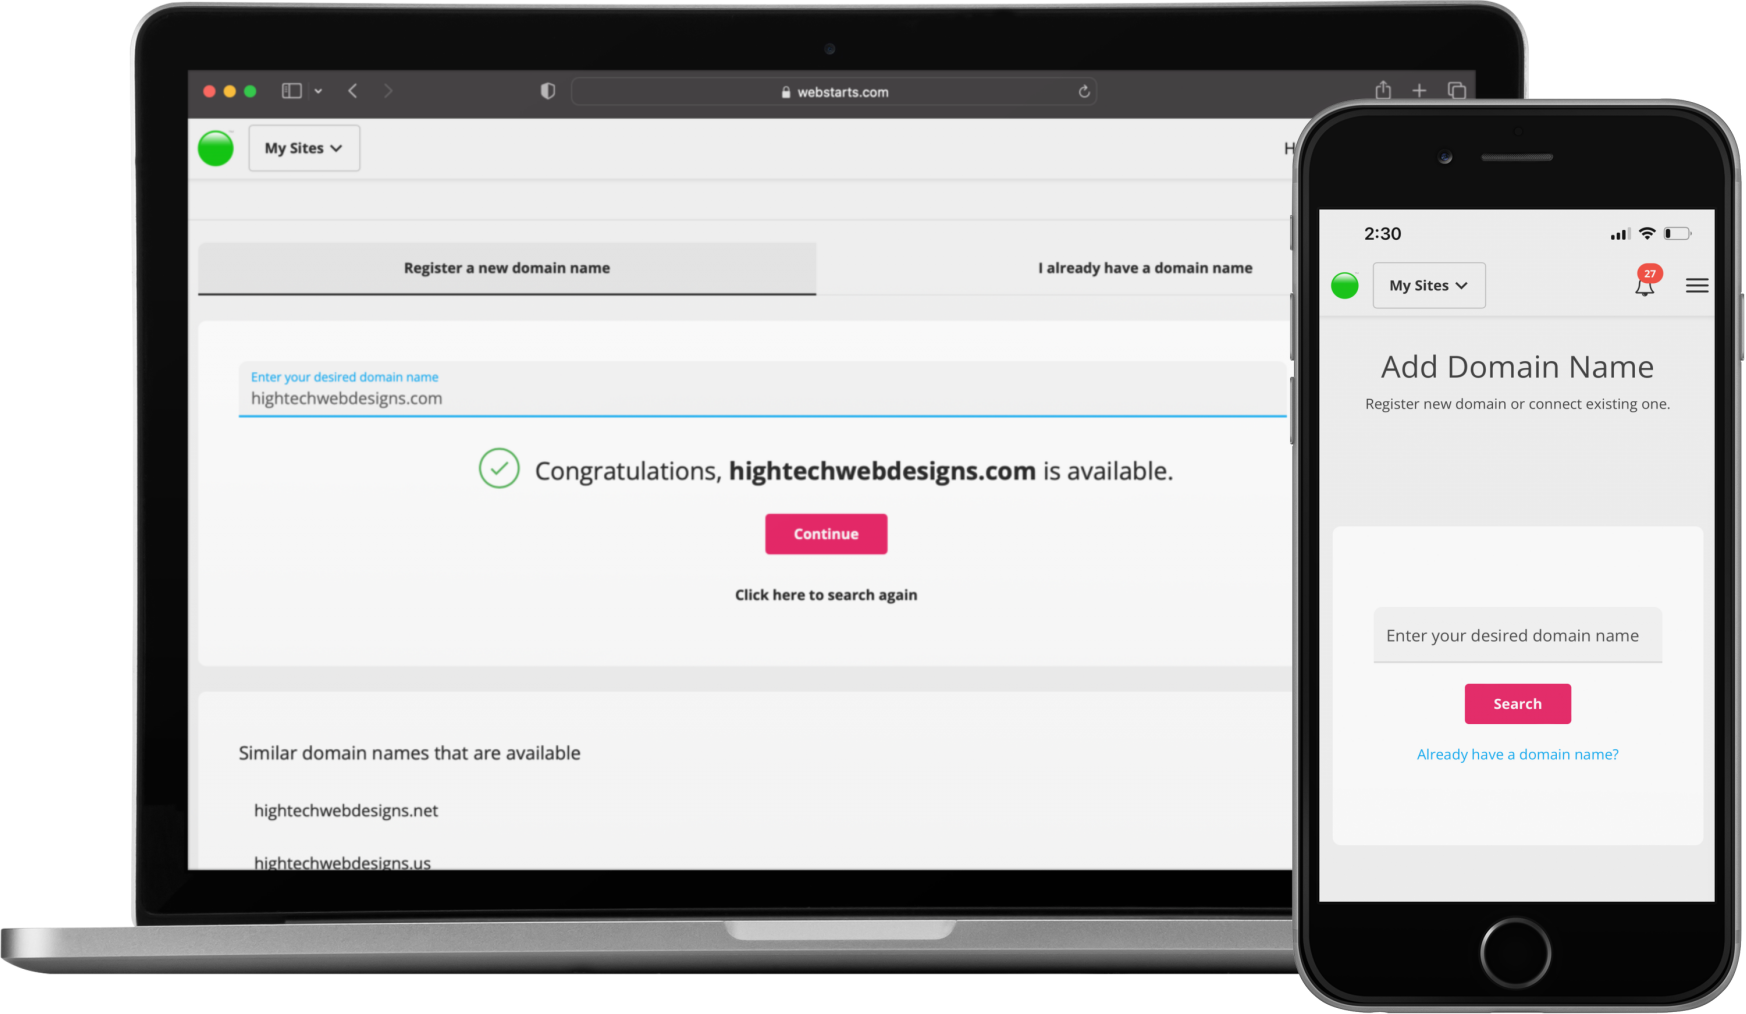 webstarts.com
My Sites
Register a new domain name
I already have a domain name
Enter your desired domain name
hightechwebdesigns.com
Congratulations, hightechwebdesigns.com is available.
Continue
Click here to search again
Similar domain names that are available
hightechwebdesigns.net
hightechwebdesigns.us
2:30
My Sites
27
Add Domain Name
Register new domain or connect existing one.
Enter your desired domain name
Search
Already have a domain name?